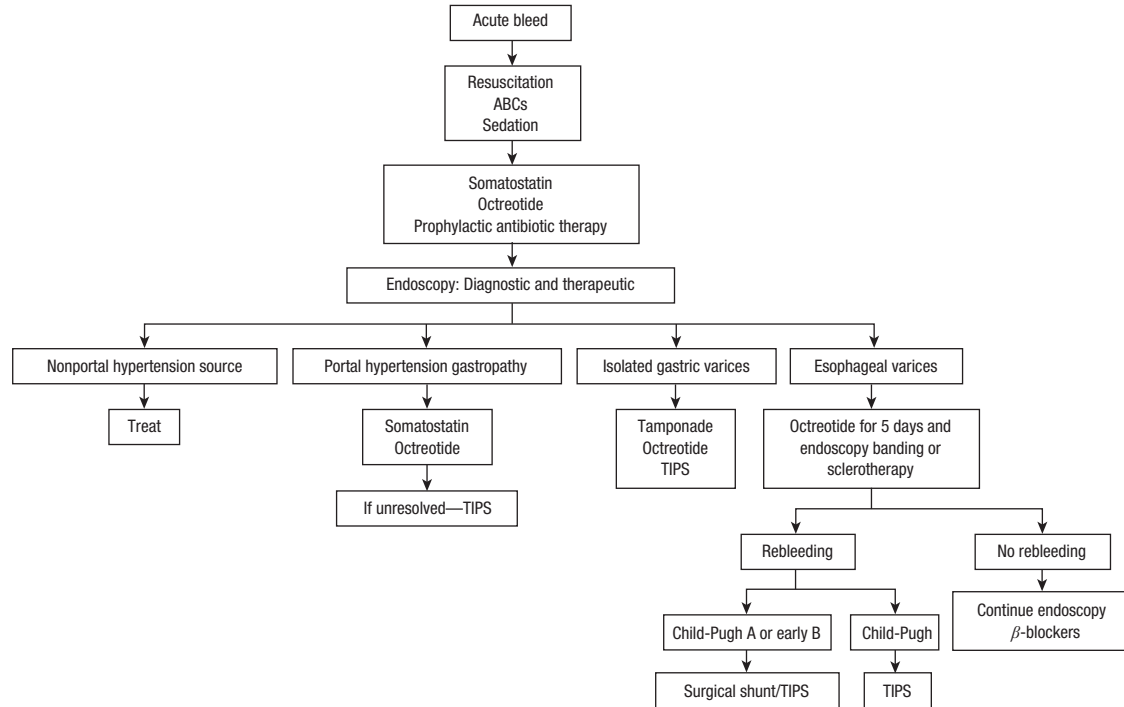 Acute bleed
Resuscitation
ABCs
Sedation
Somatostatin
Octreotide
Prophylactic antibiotic therapy
Endoscopy: Diagnostic and therapeutic
Nonportal hypertension source
Portal hypertension gastropathy
Isolated gastric varices
Esophageal varices
Treat
Somatostatin
Octreotide
Tamponade
Octreotide
TIPS
Octreotide for 5 days and
endoscopy banding or
sclerotherapy
If unresolved—TIPS
Rebleeding
No rebleeding
Child-Pugh A or early B
Child-Pugh
Continue endoscopy
β-blockers
Surgical shunt/TIPS
TIPS